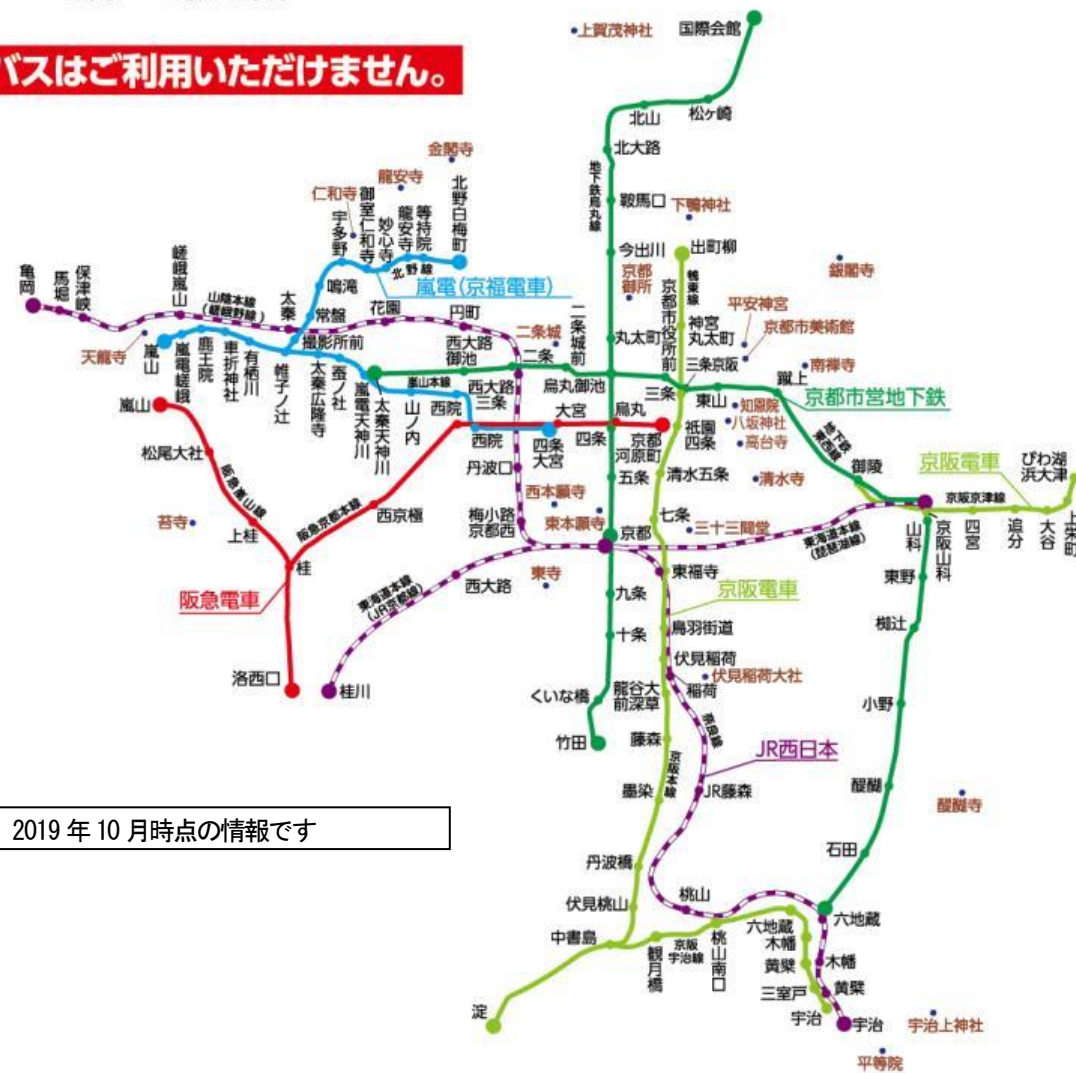 バスはご利用いただけません。
上賀茂神社
国際会館
松ヶ崎
北山
北大路
地下鉄烏丸線
鞍馬口
金閣寺
龍安寺
仁和寺
北野白梅町
等持院
龍安寺
妙心寺
御室仁和寺
宇多野
鳴滝
常盤
北野線
嵐電(京福電車)
下鴨神社
出町柳
今出川
鴨東線
京都御所
銀閣寺
平安神宮
京都市美術館
南禅寺
神宮丸太町
京都市役所前
丸太町
亀岡
馬堀
保津峡
嵯峨嵐山
山陰本線
(嵯峨野線)
太秦
花園
円町
二条城
二条
二条城前
天龍寺
嵐山
嵐電嵯峨
鹿王院
車折神社
有栖川
帷子ノ辻
撮影所前
太秦広隆寺
蚕ノ社
嵐電天神川
太秦天神川
山ノ内
嵐山本線
西院
西大路御池
西大路三条
西院
四条大宮
大宮
烏丸御池
烏丸
四条
京都河原町
三条京阪
三条
東山
蹴上
京都市営地下鉄
知恩院
八坂神社
高台寺
祇園四条
清水五条
清水寺
地下鉄東西線
御陵
京阪電車
びわ湖浜大津
京阪京津線
山科
京阪山科
四宮
追分
大谷
上栄町
嵐山
松尾大社
阪急嵐山線
上桂
苔寺
桂
阪急京都本線
西京極
阪急電車
洛西口
丹波口
梅小路京都西
西本願寺
東本願寺
五条
七条
三十三間堂
京都
東海道本線
(琵琶湖線)
東海道本線
(JR京都線)
西大路
東寺
桂川
九条
十条
くいな橋
竹田
東福寺
京阪電車
鳥羽街道
伏見稲荷
稲荷
伏見稲荷大社
龍谷大前深草
奈良線
藤森
京阪本線
JR西日本
JR藤森
墨染
丹波橋
伏見桃山
中書島
淀
観月橋
京阪宇治線
桃山
桃山南口
六地蔵
木幡
黄檗
三室戸
宇治
六地蔵
木幡
黄檗
宇治
東野
椥辻
小野
醍醐
醍醐寺
石田
宇治上神社
平等院
2019年10月時点の情報です